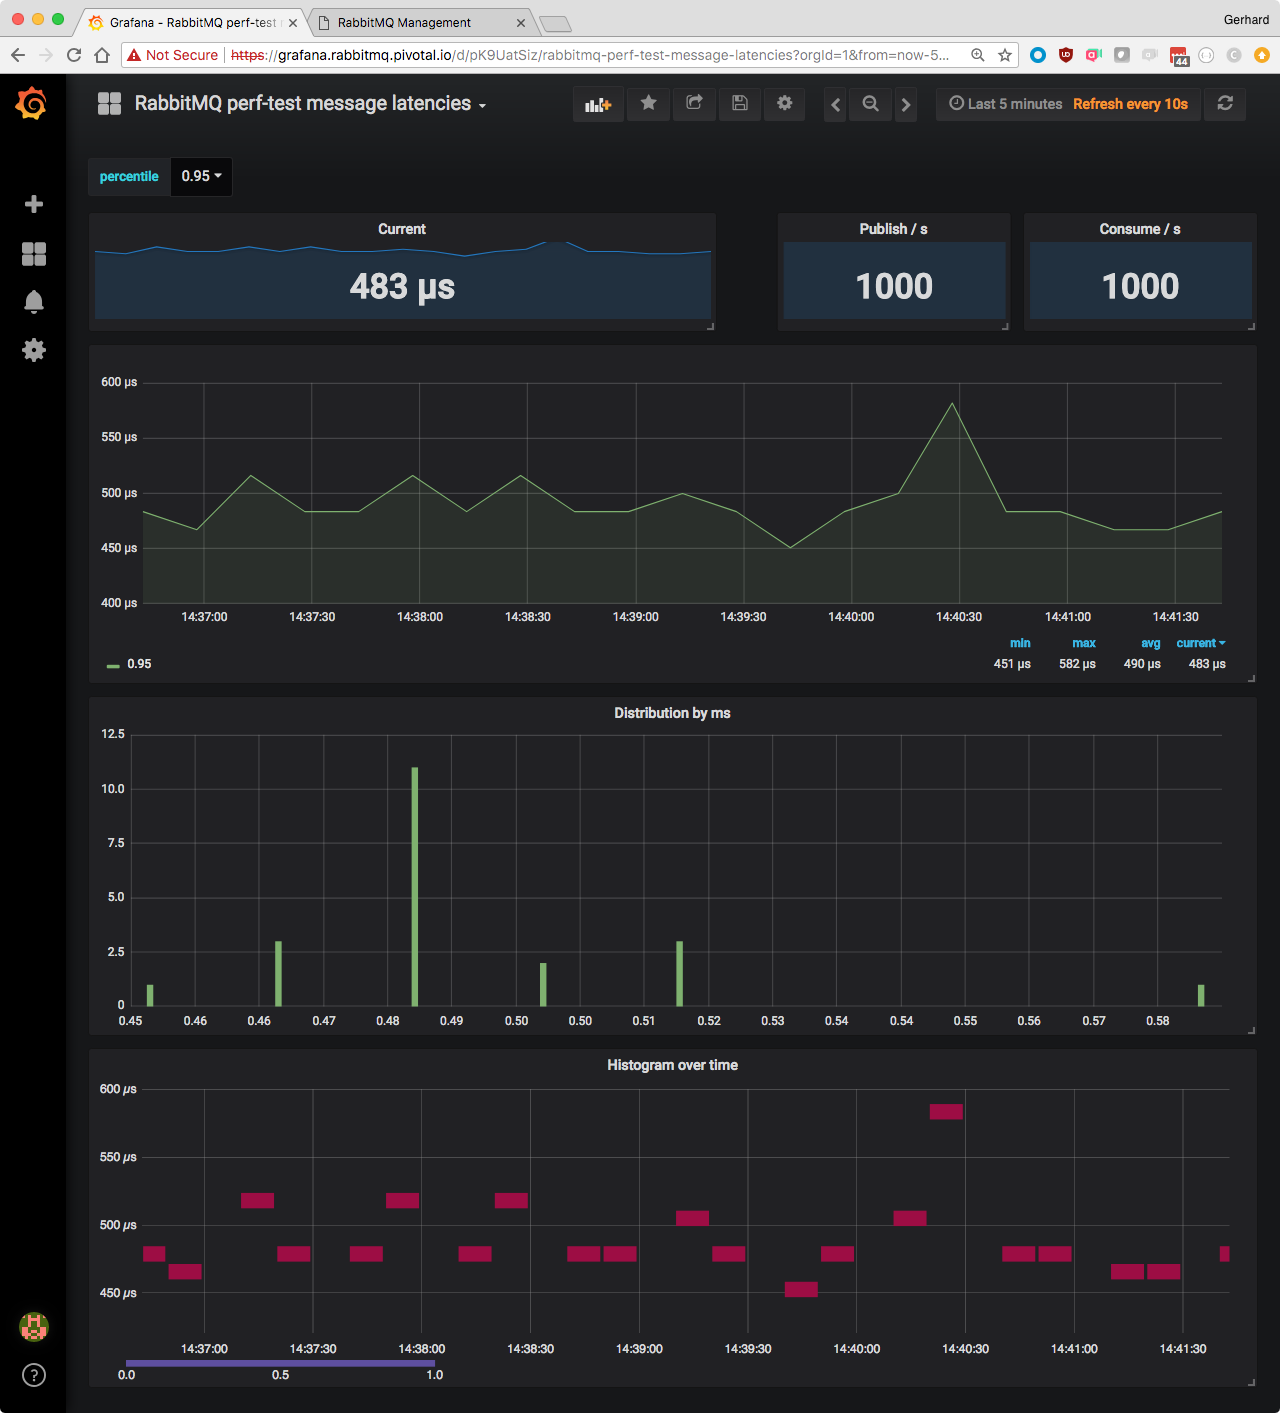 Grafana - RabbitMQ perf-test
RabbitMQ Management
Gerhard
Not Secure
https://grafana.rabbitmq.pivotal.io/d/pK9UatSiz/rabbitmq-perf-test-message-latencies?orgId=1&from=now-5...
44
RabbitMQ perf-test message latencies
Last 5 minutes Refresh every 10s
percentile 0.95
Current
483 µs
Publish / s
1000
Consume / s
1000
600 µs
550 µs
500 µs
450 µs
400 µs
14:37:00 14:37:30 14:38:00 14:38:30 14:39:00 14:39:30 14:40:00 14:40:30 14:41:00 14:41:30
min max avg current
0.95 451 µs 582 µs 490 µs 483 µs
Distribution by ms
12.5
10.0
7.5
5.0
2.5
0
0.45 0.46 0.46 0.47 0.48 0.49 0.50 0.50 0.51 0.52 0.53 0.54 0.54 0.55 0.56 0.57 0.58
Histogram over time
600 µs
550 µs
500 µs
450 µs
14:37:00 14:37:30 14:38:00 14:38:30 14:39:00 14:39:30 14:40:00 14:40:30 14:41:00 14:41:30
0.0 0.5 1.0